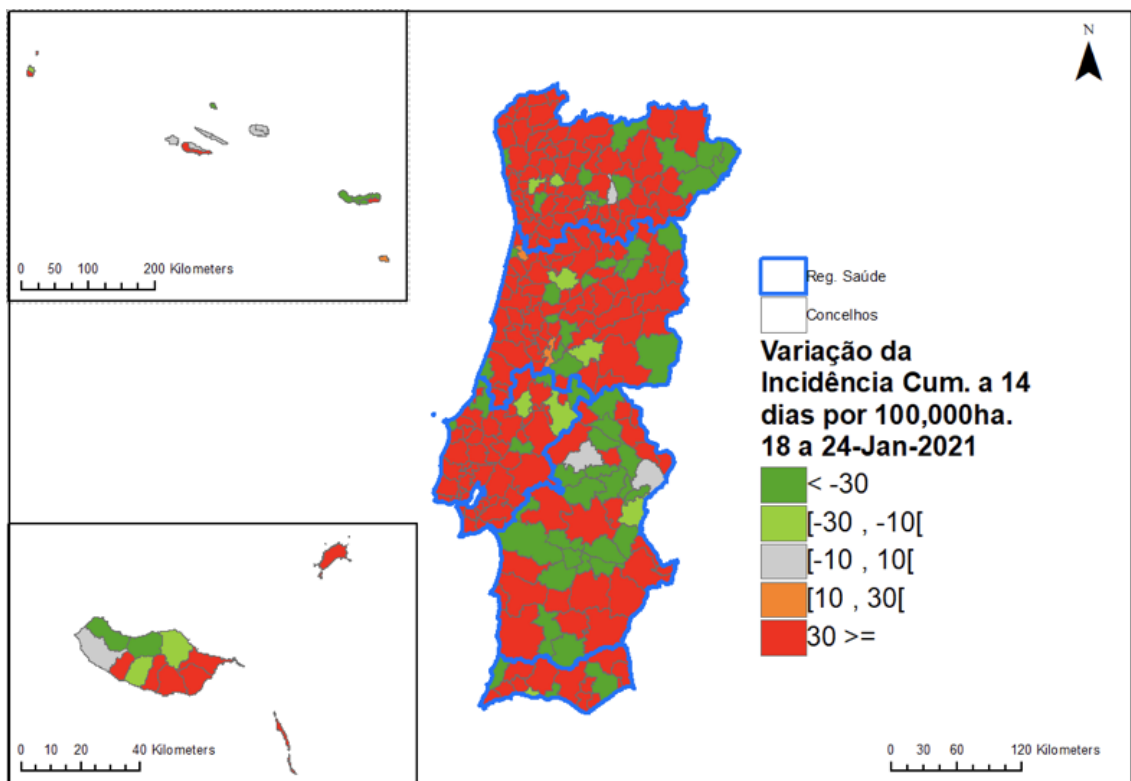 N
0 50 100 200 Kilometers
Reg. Saúde
Concelhos
Variação da
Incidência Cum. a 14
dias por 100,000ha.
18 a 24-Jan-2021
< -30
[-30 , -10[
[-10 , 10[
[10 , 30[
30 >=
0 10 20 40 Kilometers
0 30 60 120 Kilometers